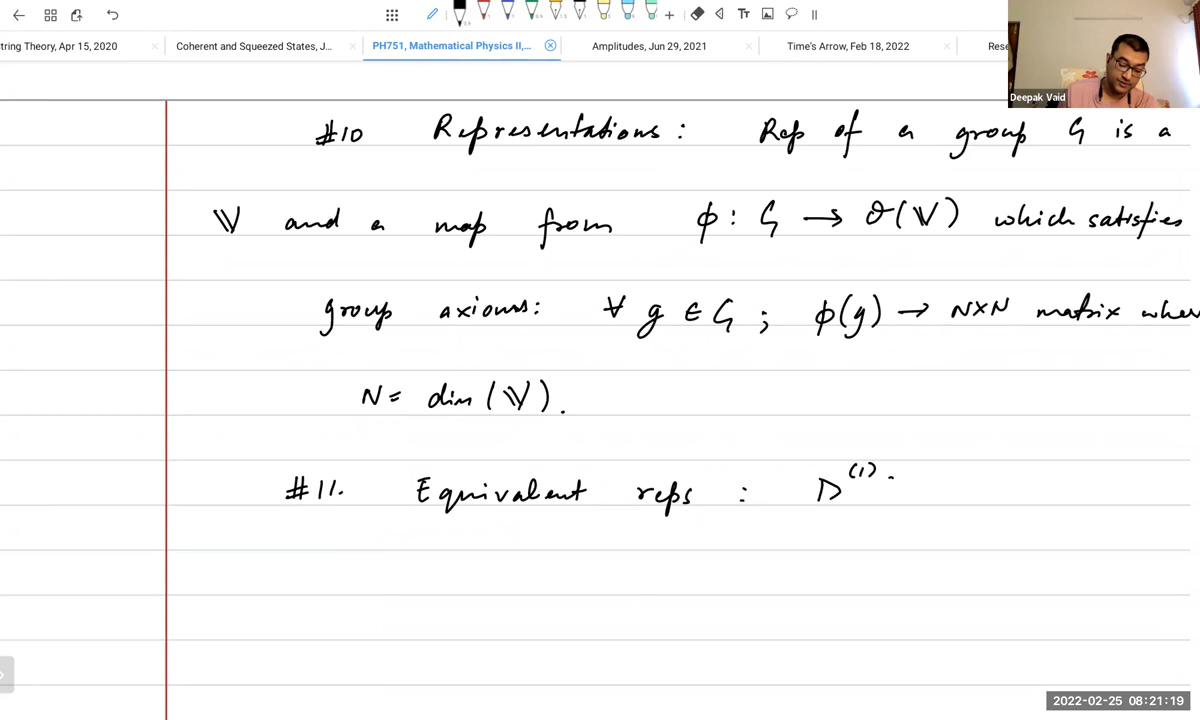 tring Theory, Apr 15, 2020 Coherent and Squeezed States, J... PH751, Mathematical Physics II,... Amplitudes, Jun 29, 2021 Time's Arrow, Feb 18, 2022 Rese
Deepak Vaid
#10 Representations : Rep of a group G is a
𝕍 and a map from ϕ : G → O(𝕍) which satisfies
group axioms: ∀ g ∈ G ; ϕ(g) → N×N matrix wher
N = dim (𝕍).
#11. Equivalent reps : D⁽¹⁾.
2022-02-25 08:21:19